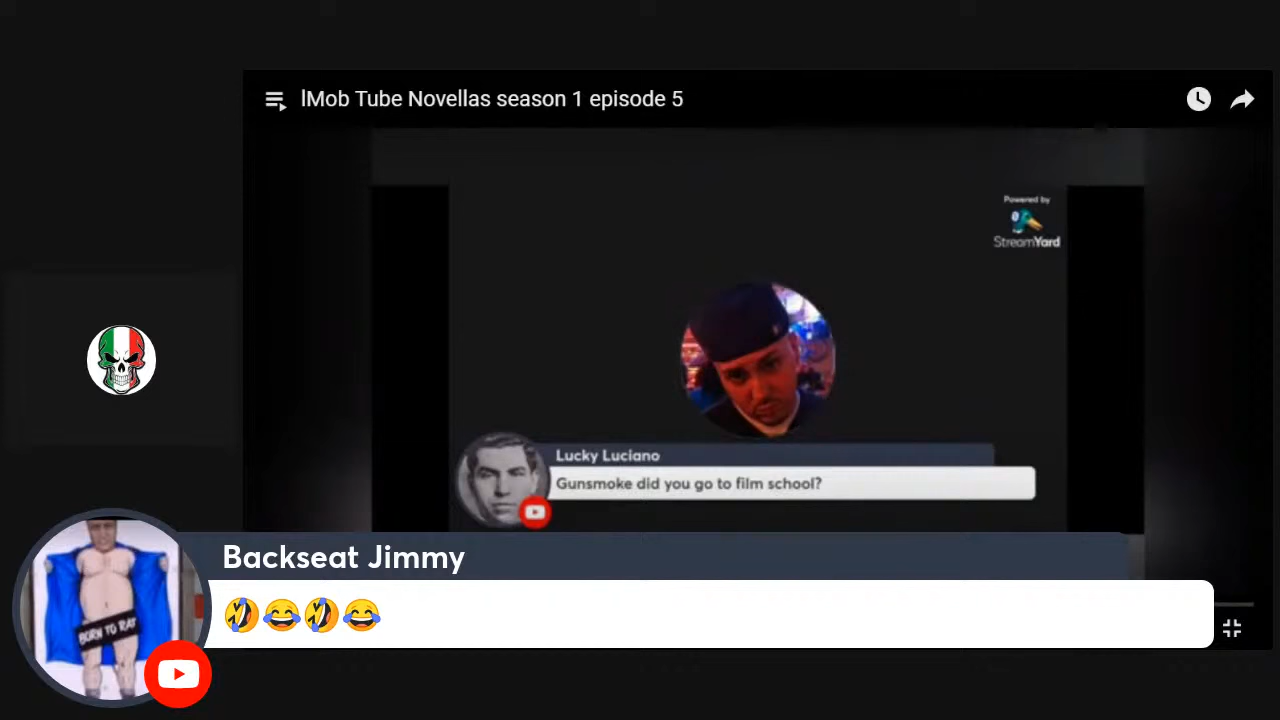 lMob Tube Novellas season 1 episode 5
Powered by
StreamYard
Lucky Luciano
Gunsmoke did you go to film school?
Backseat Jimmy
🤣😂🤣😂
BORN TO RAT